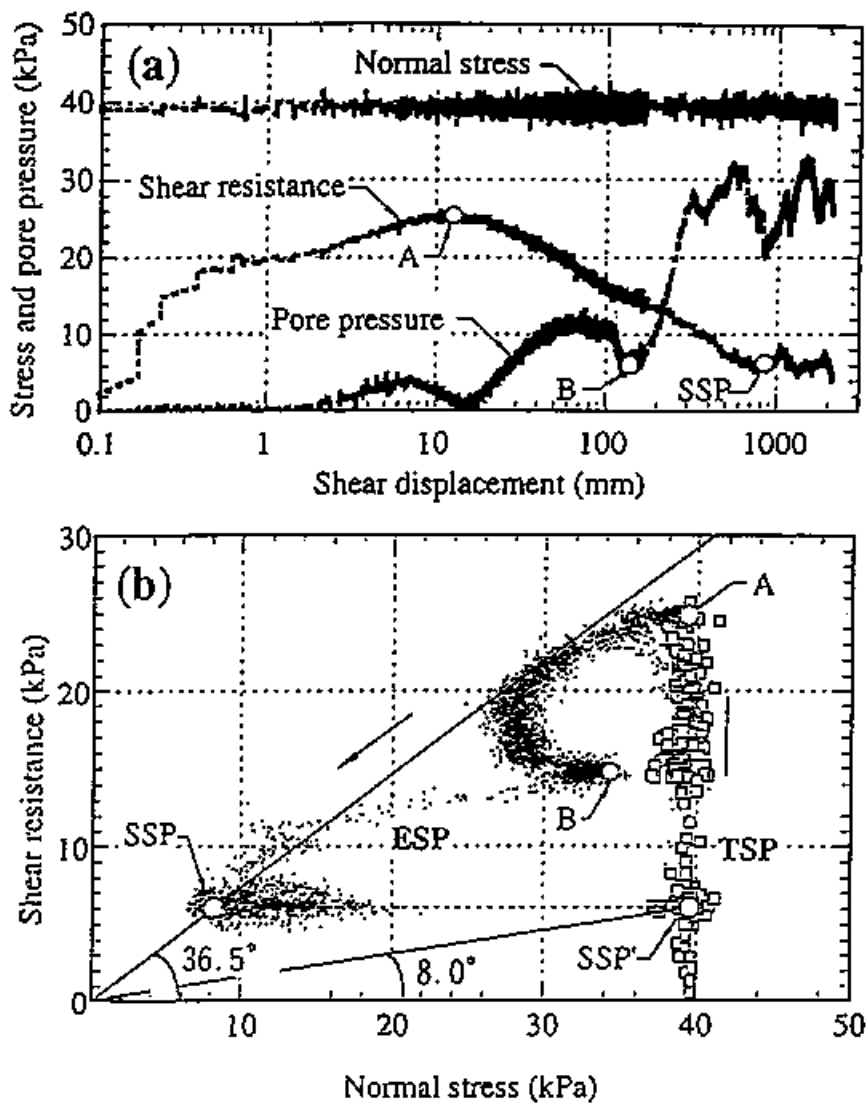 (a)
Stress and pore pressure (kPa)
50
40
30
20
10
0
Normal stress
Shear resistance
A
Pore pressure
B
SSP
0.1 1 10 100 1000
Shear displacement (mm)
(b)
Shear resistance (kPa)
30
20
10
0
A
B
SSP
ESP
TSP
SSP'
36.5°
8.0°
10 20 30 40 50
Normal stress (kPa)